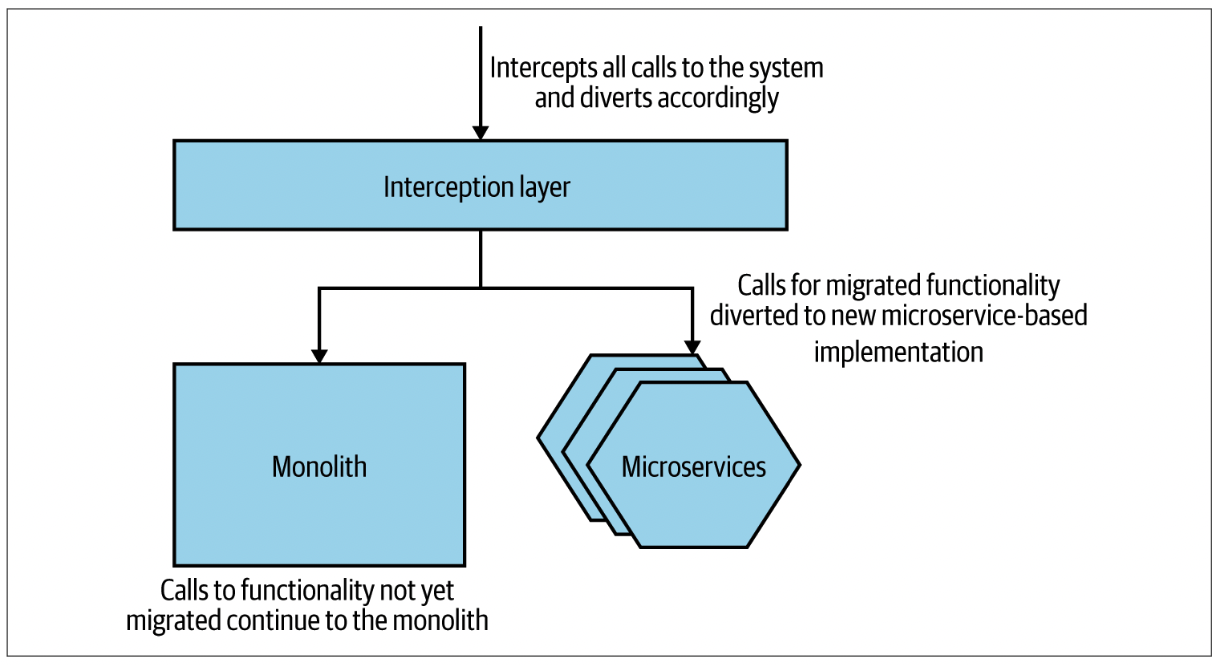 Intercepts all calls to the system
and diverts accordingly
Interception layer
Calls for migrated functionality
diverted to new microservice-based
implementation
Monolith
Microservices
Calls to functionality not yet
migrated continue to the monolith